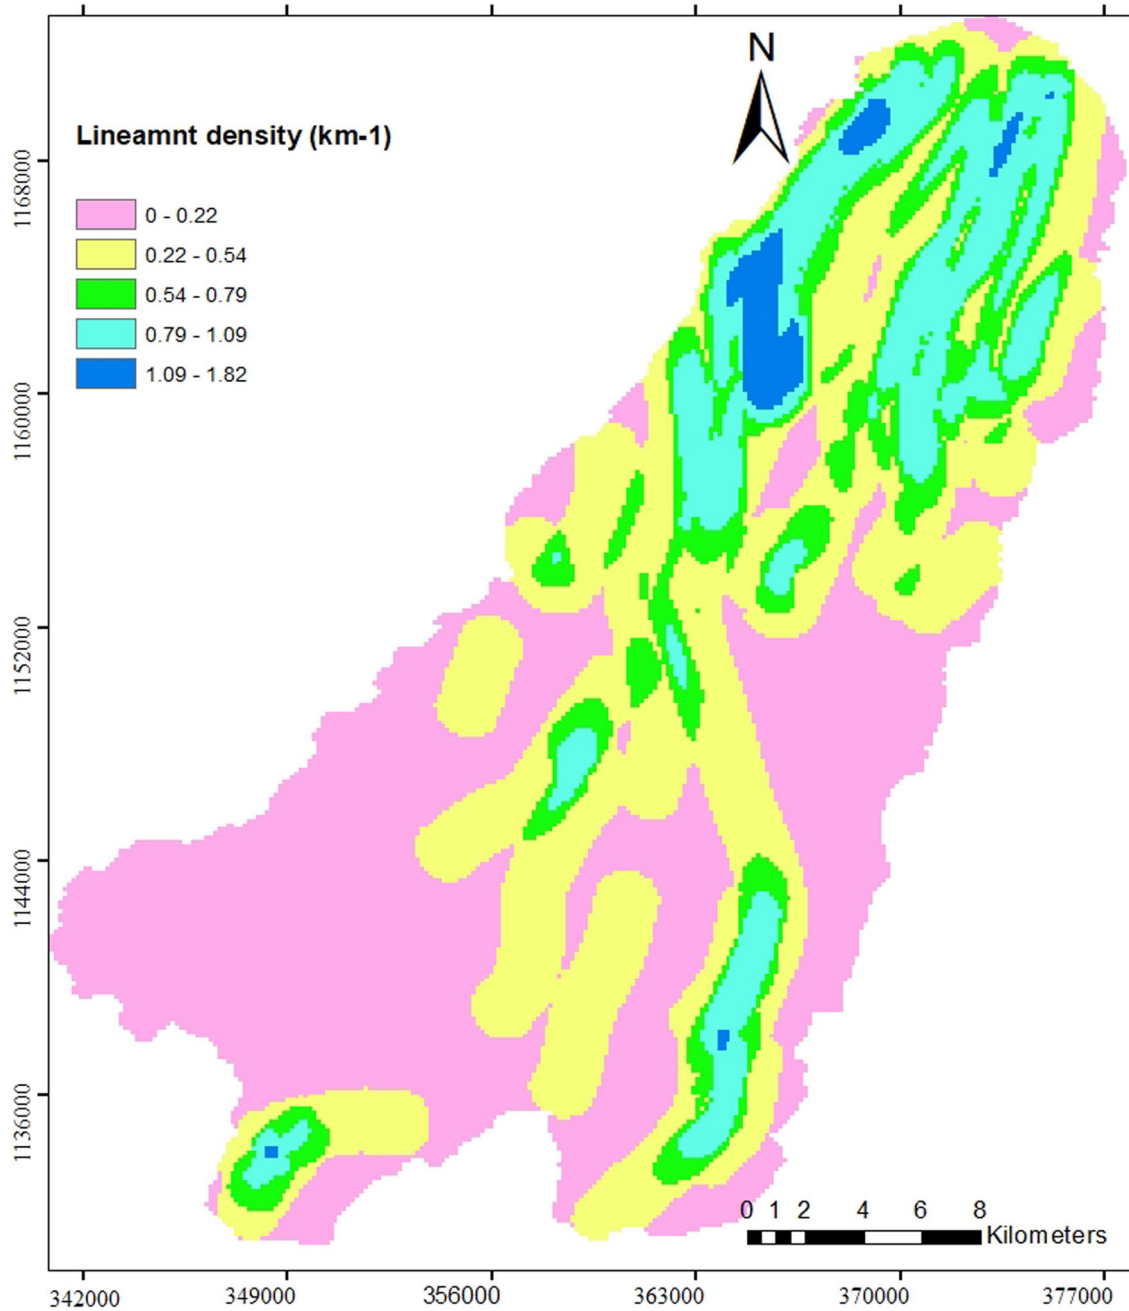 N
Lineamnt density (km-1)
0 - 0.22
0.22 - 0.54
0.54 - 0.79
0.79 - 1.09
1.09 - 1.82
1168000
1160000
1152000
1144000
1136000
0 1 2 4 6 8
Kilometers
342000 349000 356000 363000 370000 377000